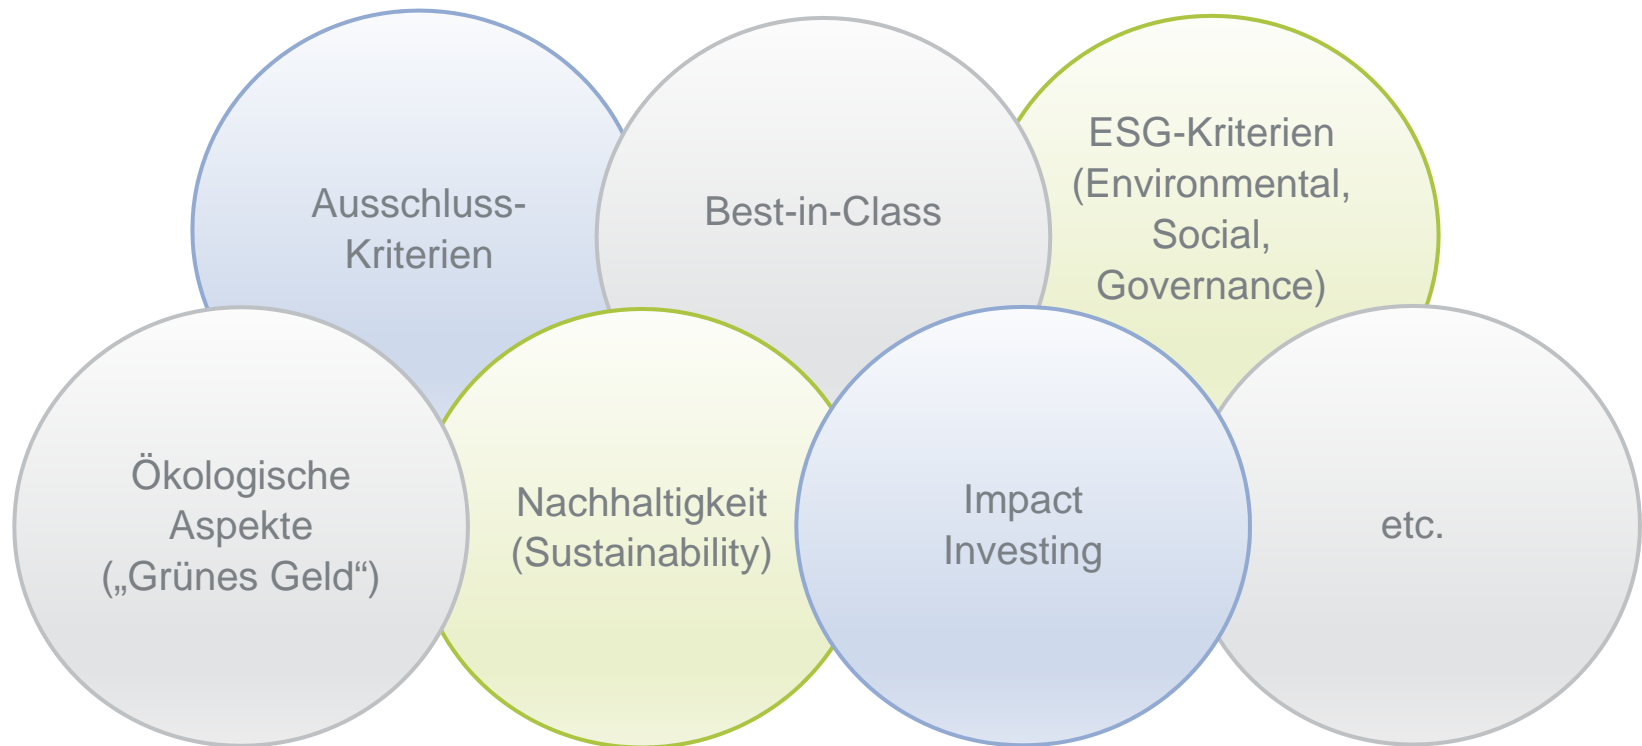 Ausschluss-
Kriterien
Best-in-Class
ESG-Kriterien
(Environmental,
Social,
Governance)
Ökologische
Aspekte
(„Grünes Geld“)
Nachhaltigkeit
(Sustainability)
Impact
Investing
etc.